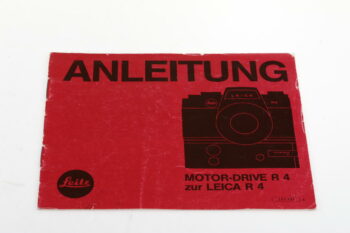 ANLEITUNG
Leitz
MOTOR-DRIVE R 4
zur LEICA R 4